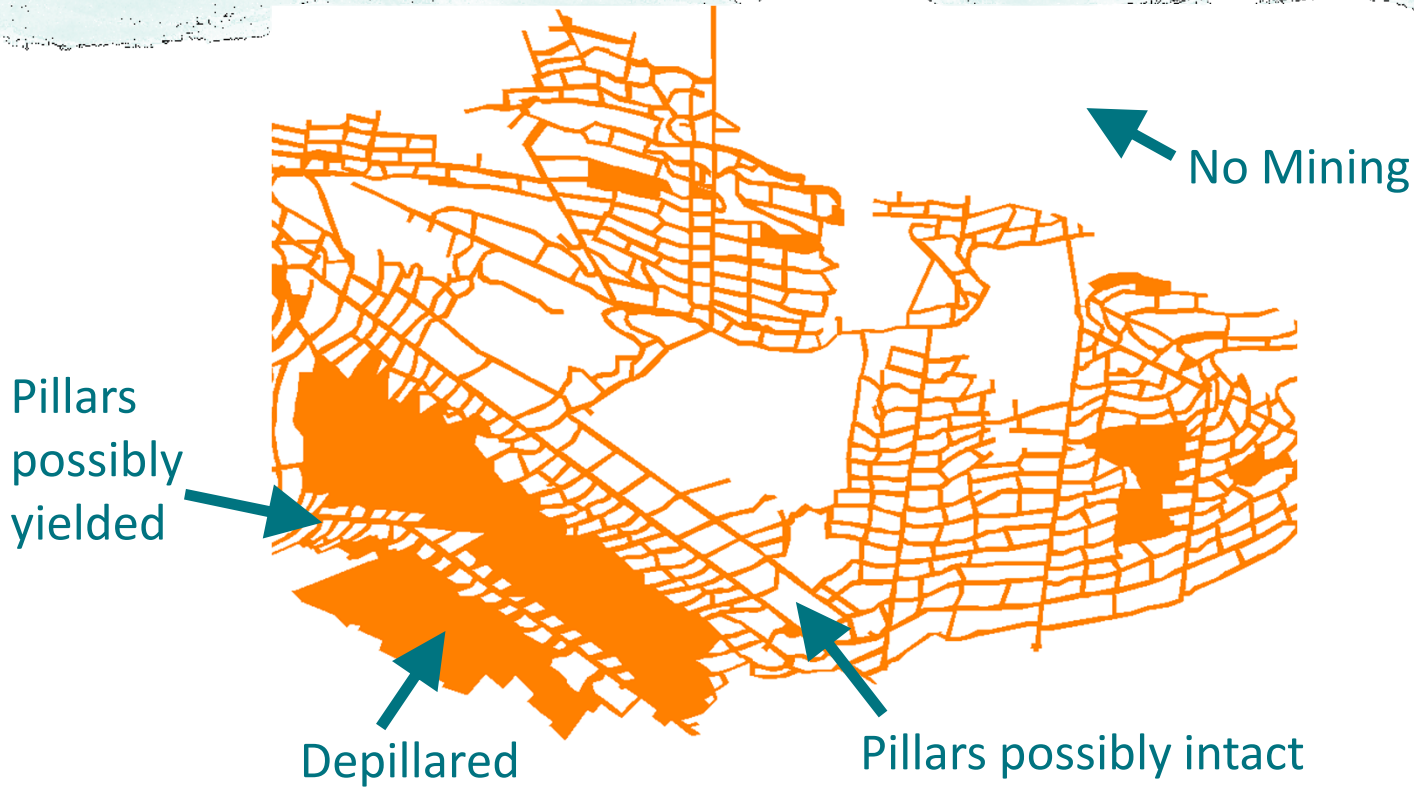 No Mining
Pillars
possibly
yielded
Depillared
Pillars possibly intact